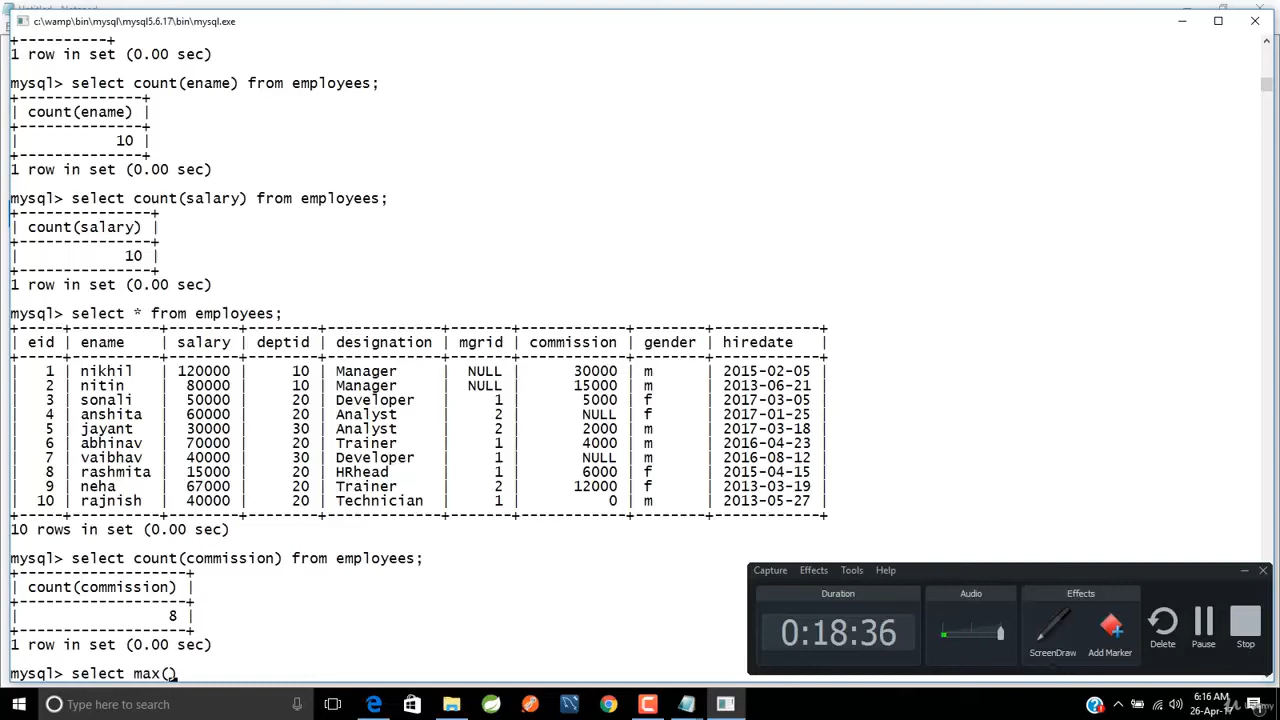 Untitled - Notepad
c:\wamp\bin\mysql\mysql5.6.17\bin\mysql.exe
+----------+
1 row in set (0.00 sec)
mysql> select count(ename) from employees;
+--------------+
| count(ename) |
+--------------+
|           10 |
+--------------+
1 row in set (0.00 sec)
mysql> select count(salary) from employees;
+---------------+
| count(salary) |
+---------------+
|            10 |
+---------------+
1 row in set (0.00 sec)
mysql> select * from employees;
+-----+----------+--------+--------+-------------+-------+------------+--------+------------+
| eid | ename    | salary | deptid | designation | mgrid | commission | gender | hiredate   |
+-----+----------+--------+--------+-------------+-------+------------+--------+------------+
|   1 | nikhil   | 120000 |     10 | Manager     |  NULL |      30000 | m      | 2015-02-05 |
|   2 | nitin    |  80000 |     10 | Manager     |  NULL |      15000 | m      | 2013-06-21 |
|   3 | sonali   |  50000 |     20 | Developer   |     1 |       5000 | f      | 2017-03-05 |
|   4 | anshita  |  60000 |     20 | Analyst     |     2 |       NULL | f      | 2017-01-25 |
|   5 | jayant   |  30000 |     30 | Analyst     |     2 |       2000 | m      | 2017-03-18 |
|   6 | abhinav  |  70000 |     20 | Trainer     |     1 |       4000 | m      | 2016-04-23 |
|   7 | vaibhav  |  40000 |     30 | Developer   |     1 |       NULL | m      | 2016-08-12 |
|   8 | rashmita |  15000 |     20 | HRhead      |     1 |       6000 | f      | 2015-04-15 |
|   9 | neha     |  67000 |     20 | Trainer     |     2 |      12000 | f      | 2013-03-19 |
|  10 | rajnish  |  40000 |     20 | Technician  |     1 |          0 | m      | 2013-05-27 |
+-----+----------+--------+--------+-------------+-------+------------+--------+------------+
10 rows in set (0.00 sec)
mysql> select count(commission) from employees;
+-------------------+
| count(commission) |
+-------------------+
|                 8 |
+-------------------+
1 row in set (0.00 sec)
mysql> select max()
Capture Effects Tools Help
Duration Audio Effects
0:18:36
ScreenDraw Add Marker Delete Pause Stop
Type here to search
6:16 AM
26-Apr-17